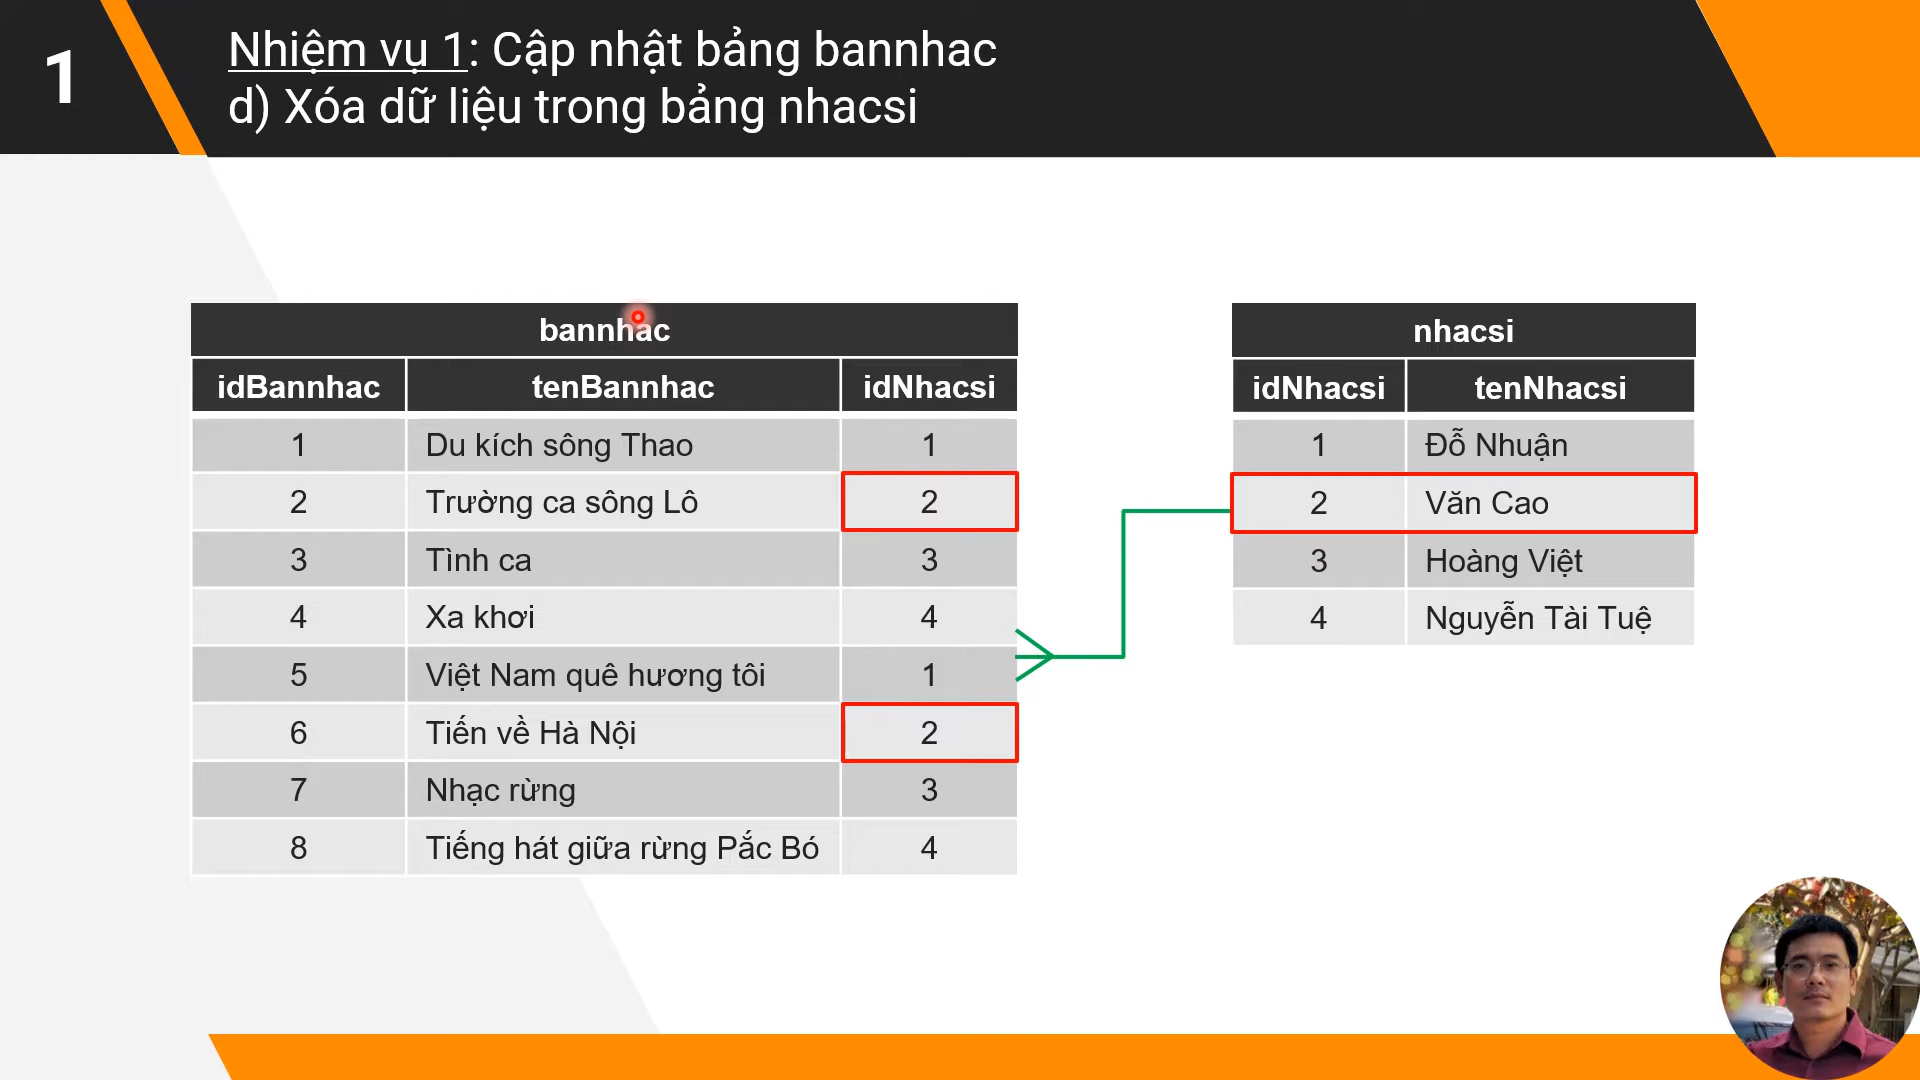 1
Nhiệm vụ 1: Cập nhật bảng bannhac
d) Xóa dữ liệu trong bảng nhacsi
bannhac
idBannhac tenBannhac idNhacsi
1 Du kích sông Thao 1
2 Trường ca sông Lô 2
3 Tình ca 3
4 Xa khơi 4
5 Việt Nam quê hương tôi 1
6 Tiến về Hà Nội 2
7 Nhạc rừng 3
8 Tiếng hát giữa rừng Pắc Bó 4
nhacsi
idNhacsi tenNhacsi
1 Đỗ Nhuận
2 Văn Cao
3 Hoàng Việt
4 Nguyễn Tài Tuệ